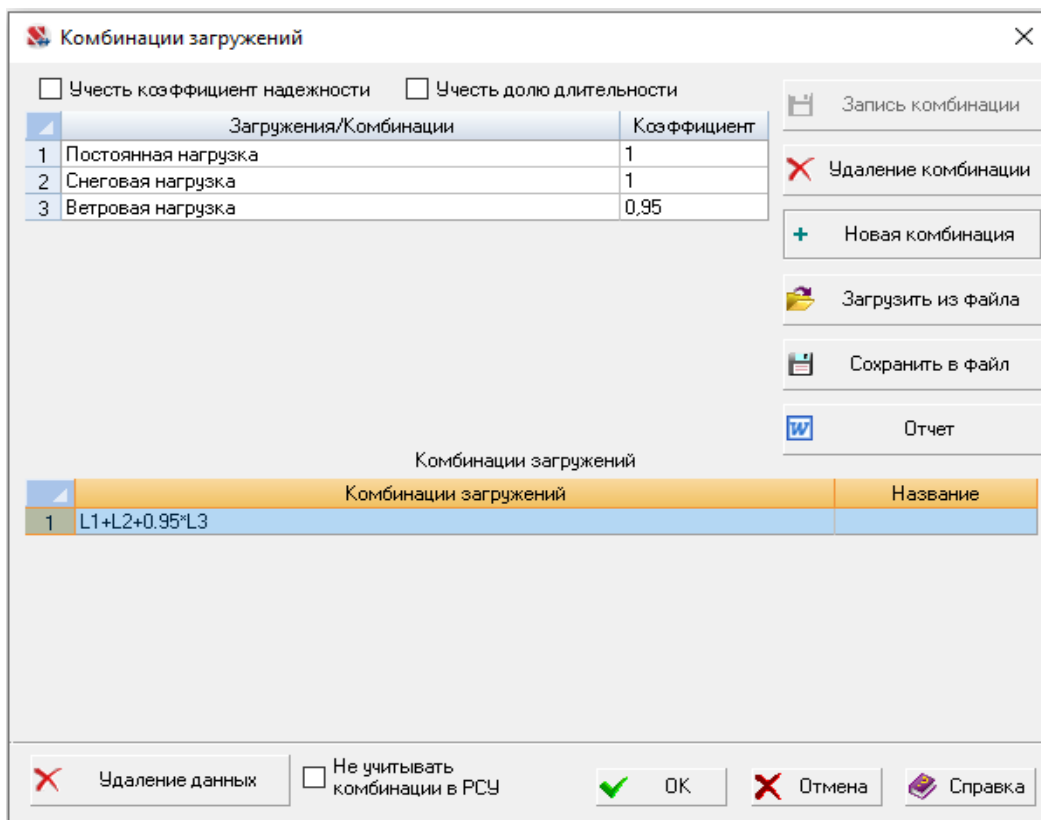 Комбинации загружений
Учесть коэффициент надежности Учесть долю длительности
Запись комбинации
Загружения/Комбинации Коэффициент
1 Постоянная нагрузка 1
2 Снеговая нагрузка 1
3 Ветровая нагрузка 0,95
Удаление комбинации
Новая комбинация
Загрузить из файла
Сохранить в файл
Отчет
Комбинации загружений
Комбинации загружений Название
1 L1+L2+0.95*L3
Удаление данных
Не учитывать
комбинации в РСУ
OK
Отмена
Справка